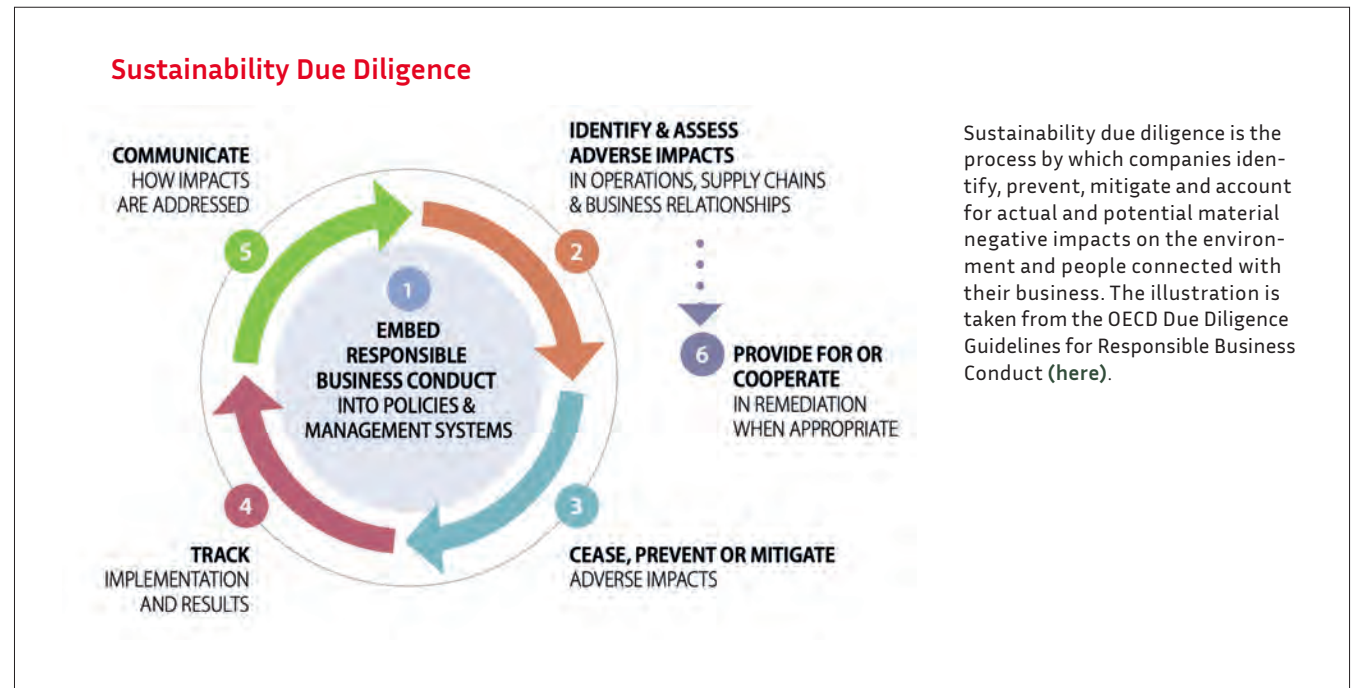 Sustainability Due Diligence
1
EMBED
RESPONSIBLE
BUSINESS CONDUCT
INTO POLICIES &
MANAGEMENT SYSTEMS
2
IDENTIFY & ASSESS
ADVERSE IMPACTS
IN OPERATIONS, SUPPLY CHAINS
& BUSINESS RELATIONSHIPS
3
CEASE, PREVENT OR MITIGATE
ADVERSE IMPACTS
4
TRACK
IMPLEMENTATION
AND RESULTS
5
COMMUNICATE
HOW IMPACTS
ARE ADDRESSED
6
PROVIDE FOR OR
COOPERATE
IN REMEDIATION
WHEN APPROPRIATE
Sustainability due diligence is the
process by which companies iden-
tify, prevent, mitigate and account
for actual and potential material
negative impacts on the environ-
ment and people connected with
their business. The illustration is
taken from the OECD Due Diligence
Guidelines for Responsible Business
Conduct (here).